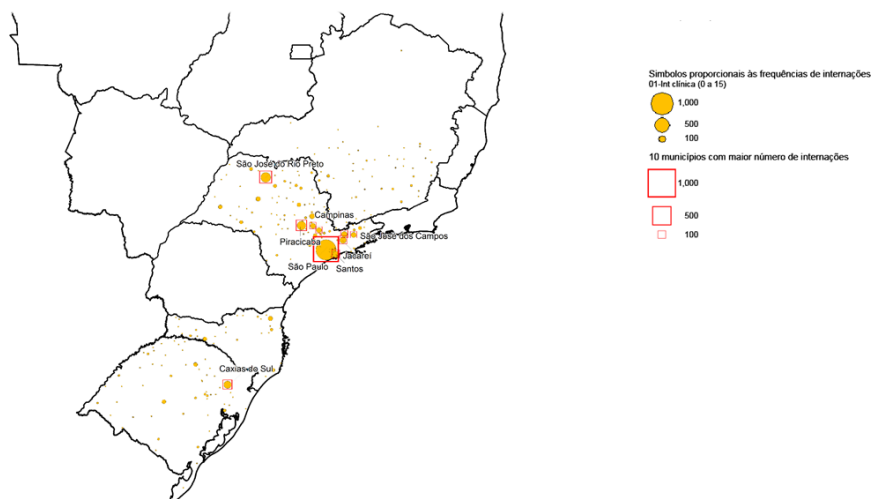 Simbolos proporcionais às frequências de internações
01-Int clínica (0 a 15)
1,000
500
100
10 municípios com maior número de internações
1,000
500
100
São José do Rio Preto
Campinas
Piracicaba
São José dos Campos
Jacareí
São Paulo
Santos
Caxias do Sul